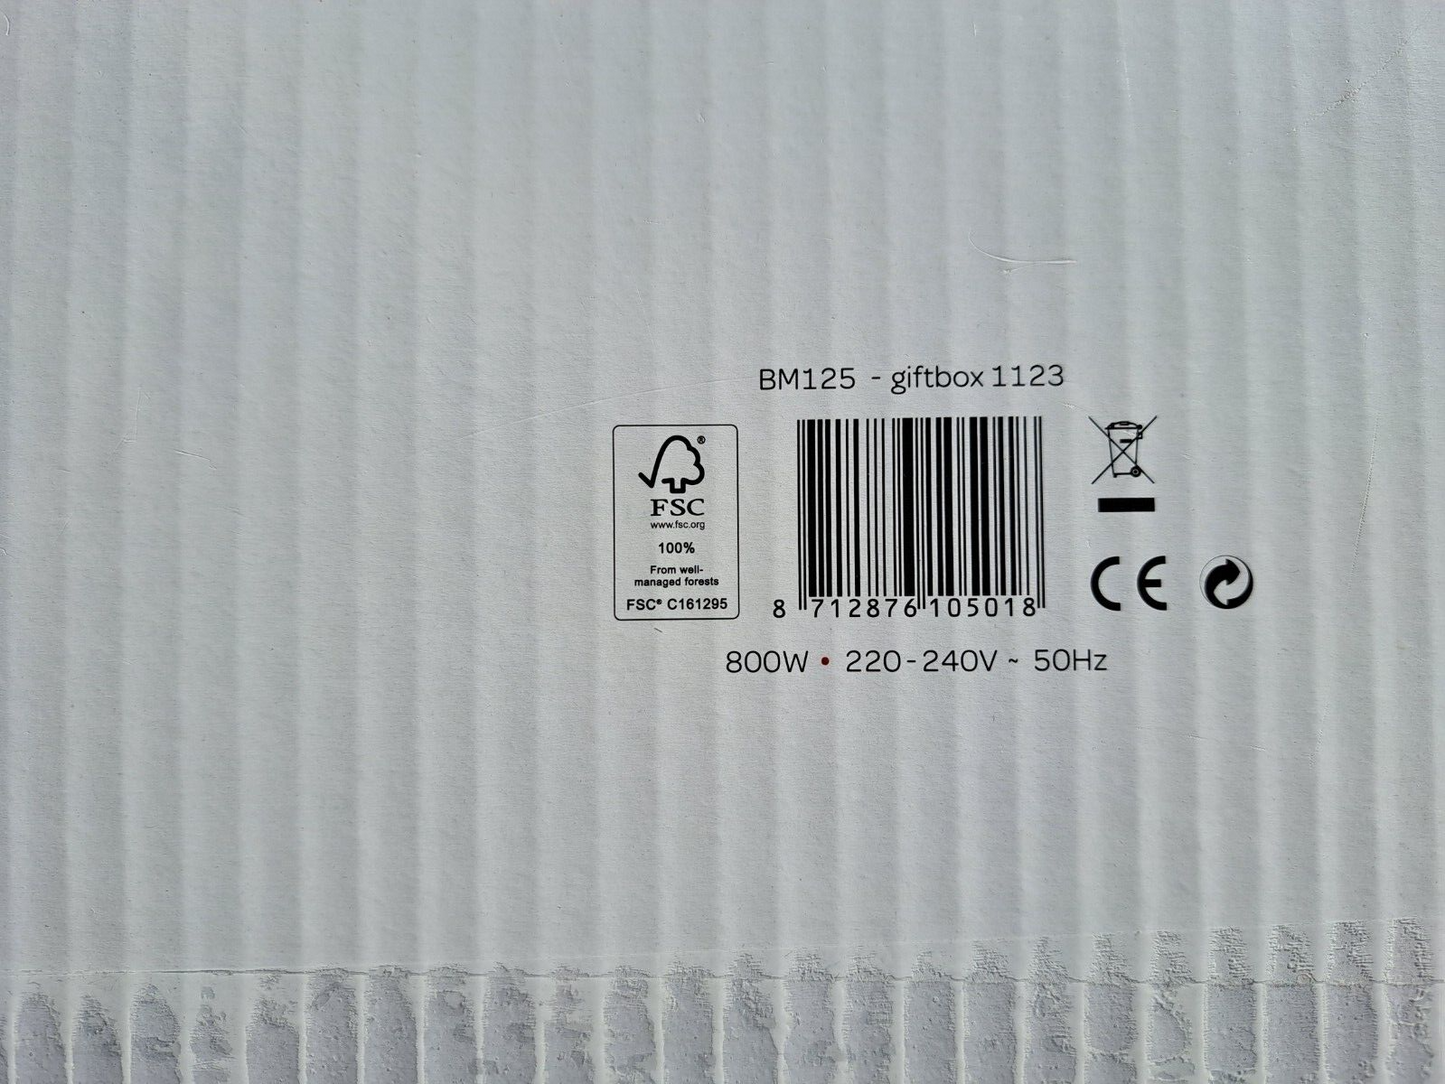 BM125 - giftbox 1123
®
FSC
www.fsc.org
100%
From well-
managed forests
FSC® C161295
8 712876 105018
CE
800W • 220-240V ~ 50Hz